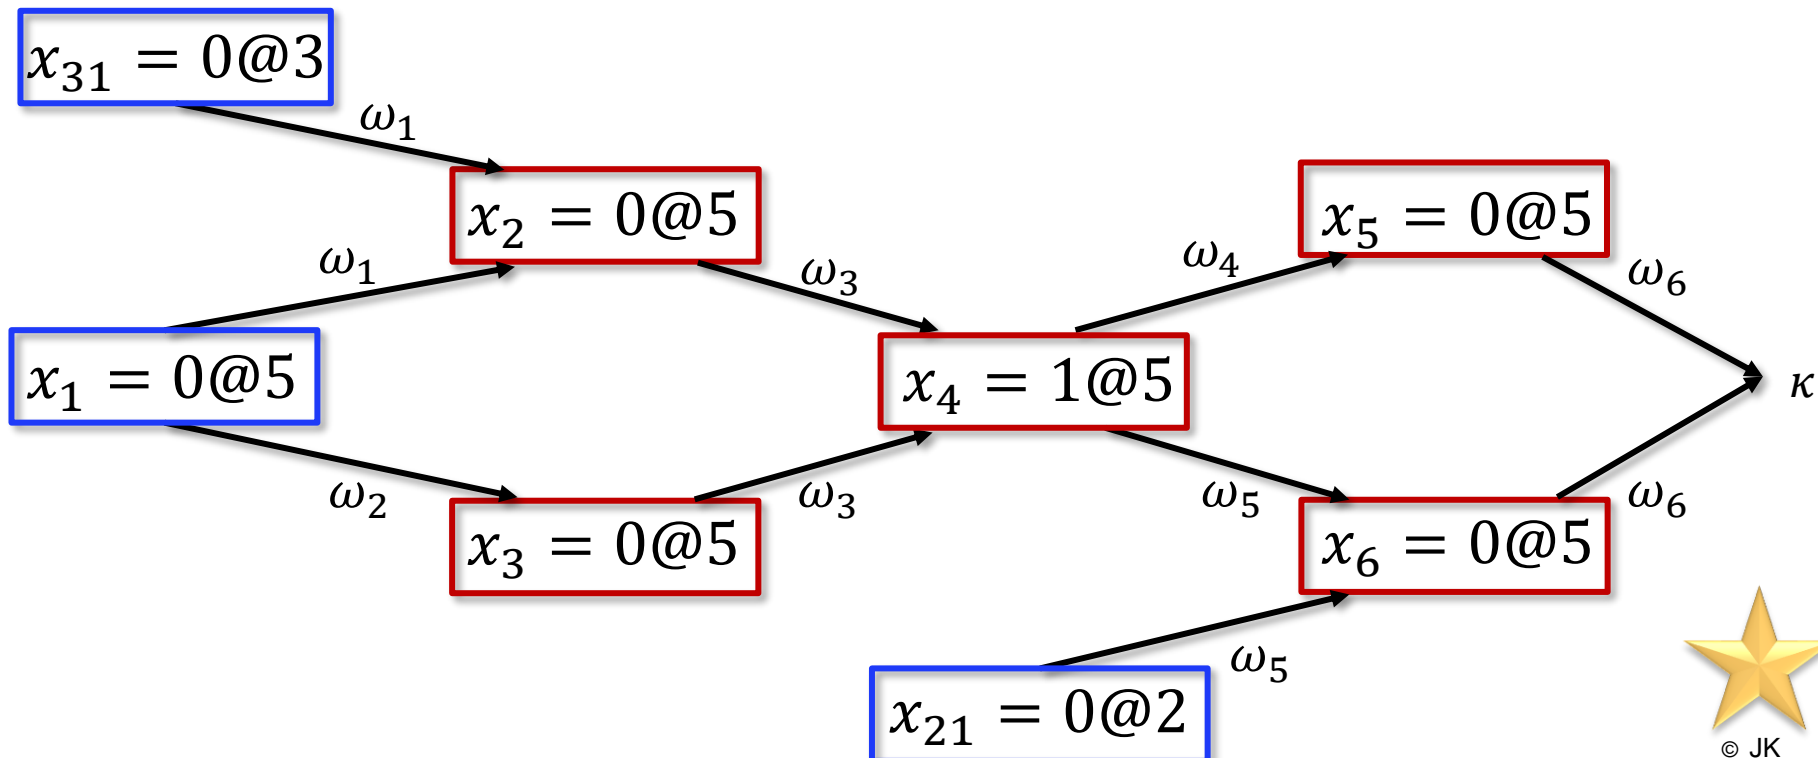 x₃₁ = 0@3
ω₁
x₂ = 0@5
x₅ = 0@5
ω₁
ω₃
ω₄
ω₆
x₁ = 0@5
x₄ = 1@5
κ
ω₂
ω₃
ω₅
ω₆
x₃ = 0@5
x₆ = 0@5
ω₅
x₂₁ = 0@2
© JK